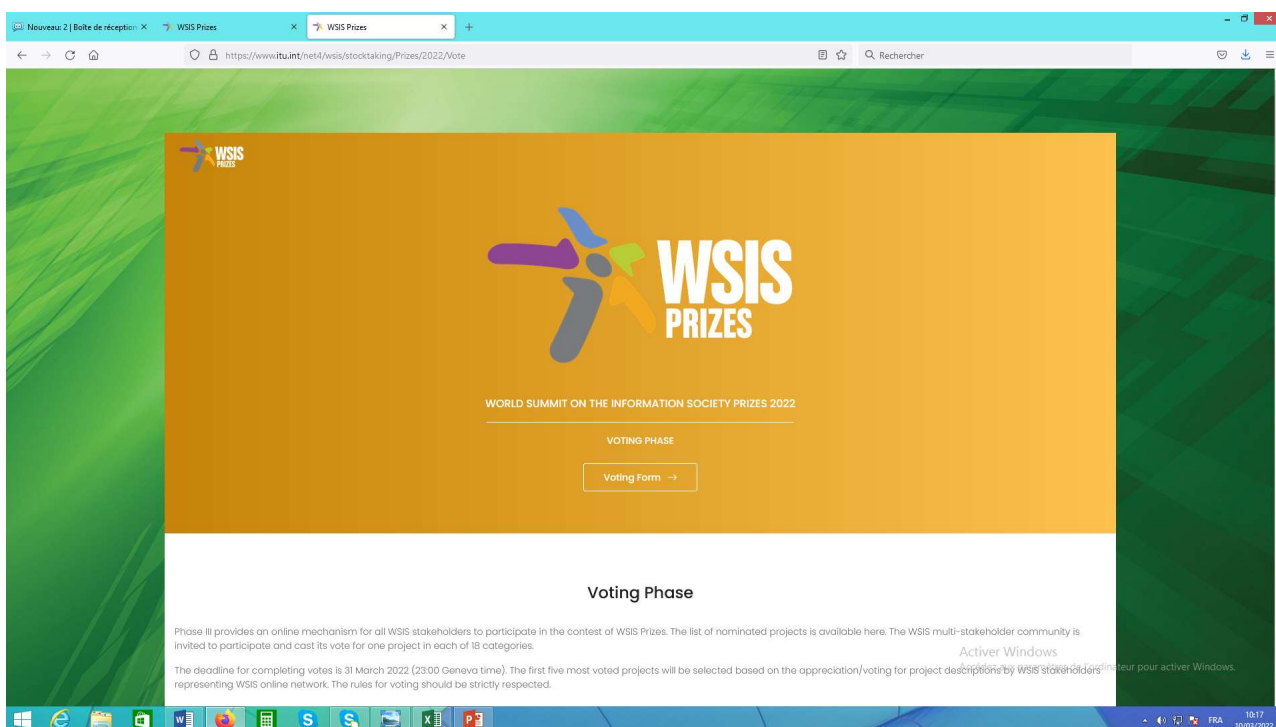 Nouveau: 2 | Boîte de réception
WSIS Prizes
WSIS Prizes
https://www.itu.int/net4/wsis/stocktaking/Prizes/2022/Vote
Rechercher
WSIS
PRIZES
WSIS
PRIZES
WORLD SUMMIT ON THE INFORMATION SOCIETY PRIZES 2022
VOTING PHASE
Voting Form →
Voting Phase
Phase III provides an online mechanism for all WSIS stakeholders to participate in the contest of WSIS Prizes. The list of nominated projects is available here. The WSIS multi-stakeholder community is
invited to participate and cast its vote for one project in each of 18 categories.
Activer Windows
The deadline for completing votes is 31 March 2022 (23:00 Geneva time). The first five most voted projects will be selected based on the appreciation/voting for project descriptions by WSIS stakeholders
pour activer Windows.
representing WSIS online network. The rules for voting should be strictly respected.
FRA
10:17
10/03/2022